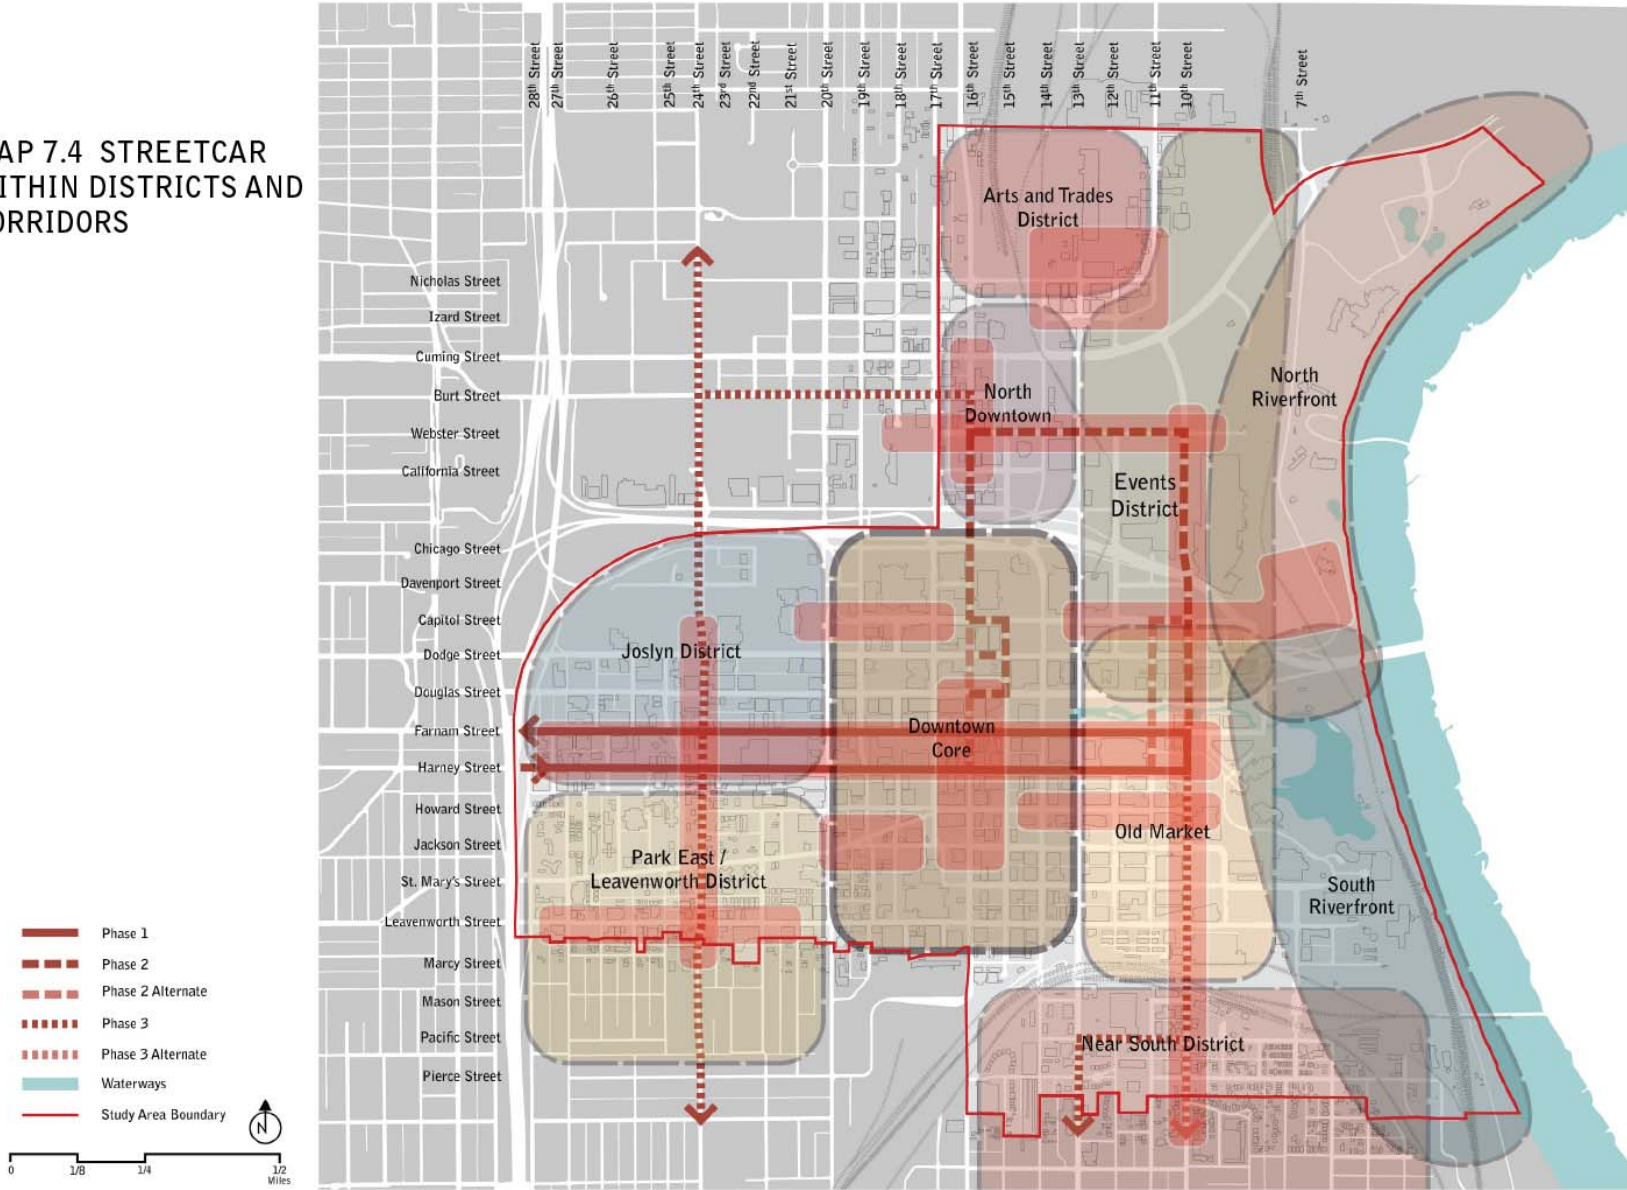 AP 7.4 STREETCAR
ITHIN DISTRICTS AND
ORRIDORS
28th Street
27th Street
26th Street
25th Street
24th Street
23rd Street
22nd Street
21st Street
20th Street
19th Street
18th Street
17th Street
16th Street
15th Street
14th Street
13th Street
12th Street
11th Street
10th Street
7th Street
Nicholas Street
Izard Street
Cuming Street
Burt Street
Webster Street
California Street
Chicago Street
Davenport Street
Capitol Street
Dodge Street
Douglas Street
Farnam Street
Harney Street
Howard Street
Jackson Street
St. Mary's Street
Leavenworth Street
Marcy Street
Mason Street
Pacific Street
Pierce Street
Arts and Trades
District
North
Downtown
North
Riverfront
Events
District
Joslyn District
Downtown
Core
Old Market
Park East /
Leavenworth District
South
Riverfront
Near South District
Phase 1
Phase 2
Phase 2 Alternate
Phase 3
Phase 3 Alternate
Waterways
Study Area Boundary
N
0 1/8 1/4 1/2
Miles